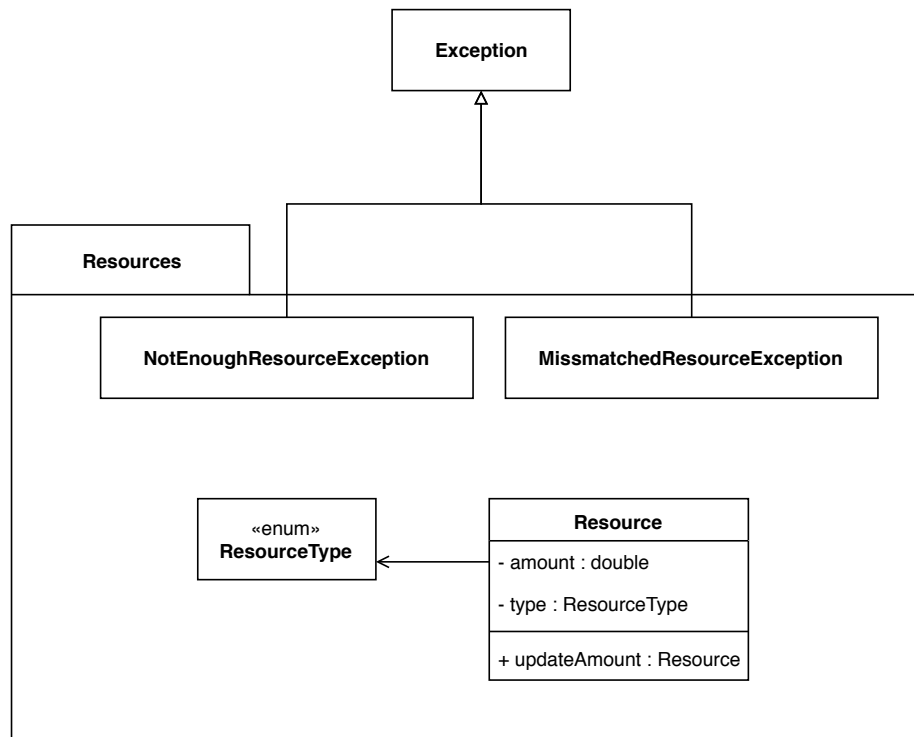 Exception
Resources
NotEnoughResourceException
MissmatchedResourceException
«enum»
ResourceType
Resource
- amount : double
- type : ResourceType
+ updateAmount : Resource